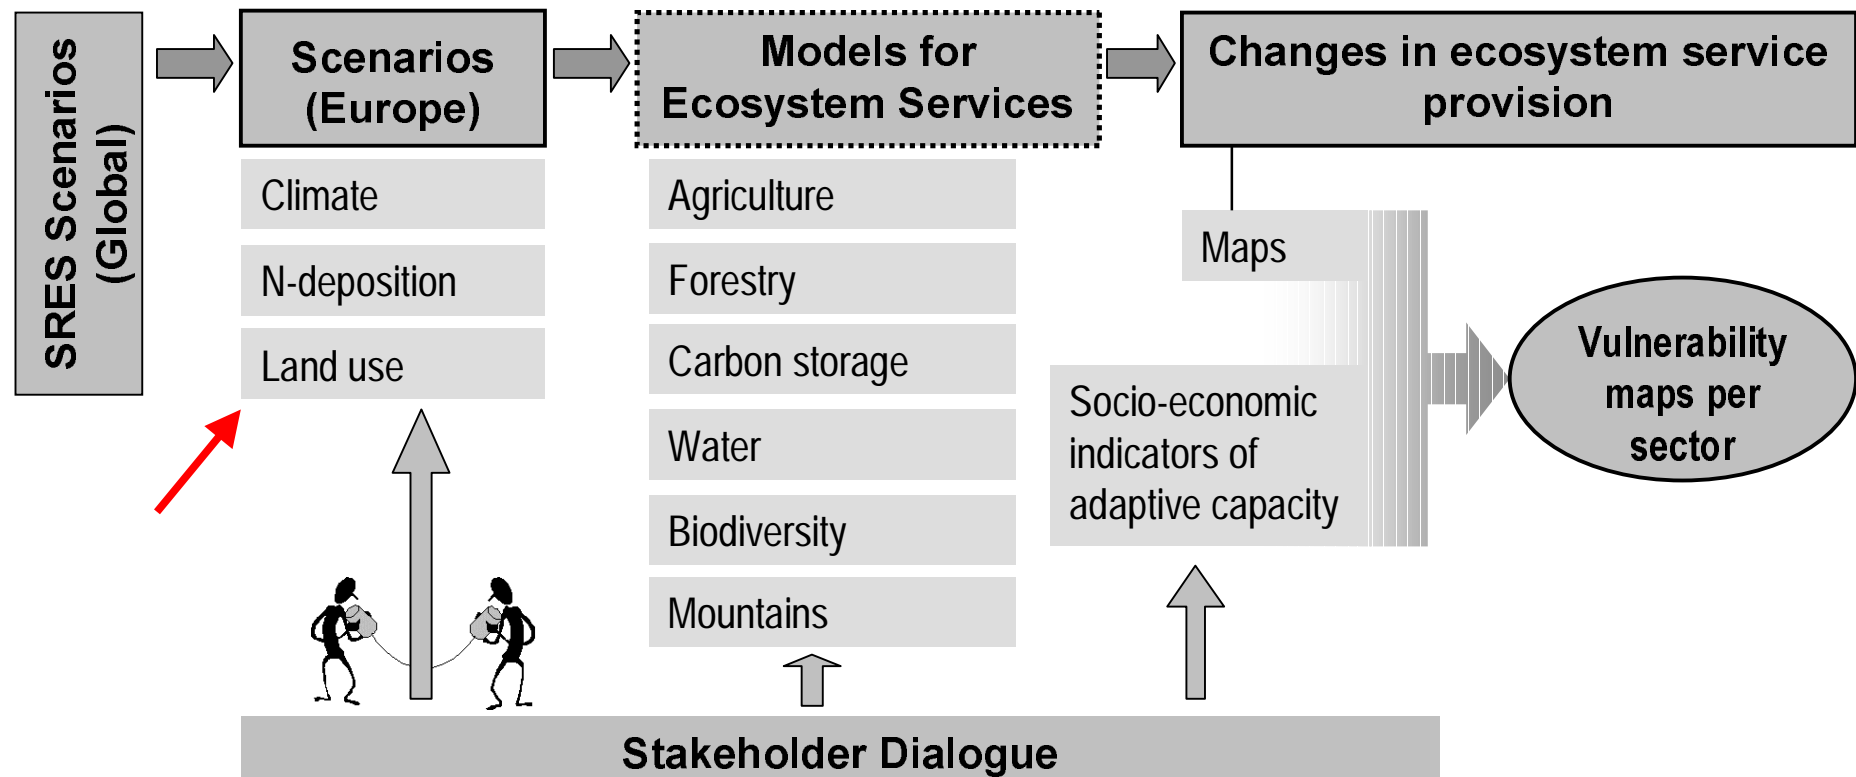 SRES Scenarios
(Global)
Scenarios
(Europe)
Climate
N-deposition
Land use
Models for
Ecosystem Services
Agriculture
Forestry
Carbon storage
Water
Biodiversity
Mountains
Changes in ecosystem service
provision
Maps
Socio-economic
indicators of
adaptive capacity
Vulnerability
maps per
sector
Stakeholder Dialogue